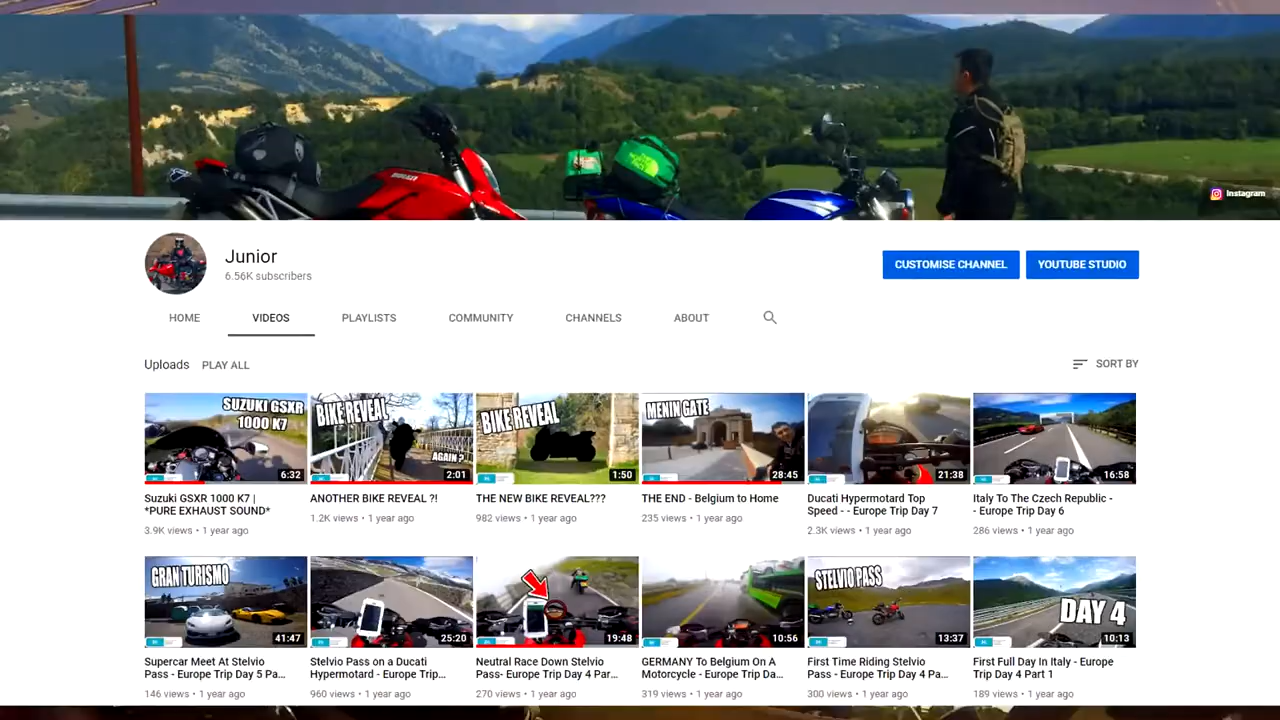 DUCATI
Instagram
Junior
6.56K subscribers
CUSTOMISE CHANNEL
YOUTUBE STUDIO
HOME
VIDEOS
PLAYLISTS
COMMUNITY
CHANNELS
ABOUT
Uploads
PLAY ALL
SORT BY
SUZUKI GSXR
1000 K7
6:32
BIKE REVEAL
AGAIN ?
2:01
BIKE REVEAL
1:50
MENIN GATE
28:45
21:38
16:58
Suzuki GSXR 1000 K7 |
*PURE EXHAUST SOUND*
3.9K views • 1 year ago
ANOTHER BIKE REVEAL ?!
1.2K views • 1 year ago
THE NEW BIKE REVEAL???
982 views • 1 year ago
THE END - Belgium to Home
235 views • 1 year ago
Ducati Hypermotard Top
Speed - - Europe Trip Day 7
2.3K views • 1 year ago
Italy To The Czech Republic -
- Europe Trip Day 6
286 views • 1 year ago
GRAN TURISMO
41:47
25:20
19:48
10:56
STELVIO PASS
13:37
DAY 4
10:13
Supercar Meet At Stelvio
Pass - Europe Trip Day 5 Pa...
146 views • 1 year ago
Stelvio Pass on a Ducati
Hypermotard - Europe Trip...
960 views • 1 year ago
Neutral Race Down Stelvio
Pass- Europe Trip Day 4 Par...
270 views • 1 year ago
GERMANY To Belgium On A
Motorcycle - Europe Trip Da...
319 views • 1 year ago
First Time Riding Stelvio
Pass - Europe Trip Day 4 Pa...
300 views • 1 year ago
First Full Day In Italy - Europe
Trip Day 4 Part 1
189 views • 1 year ago